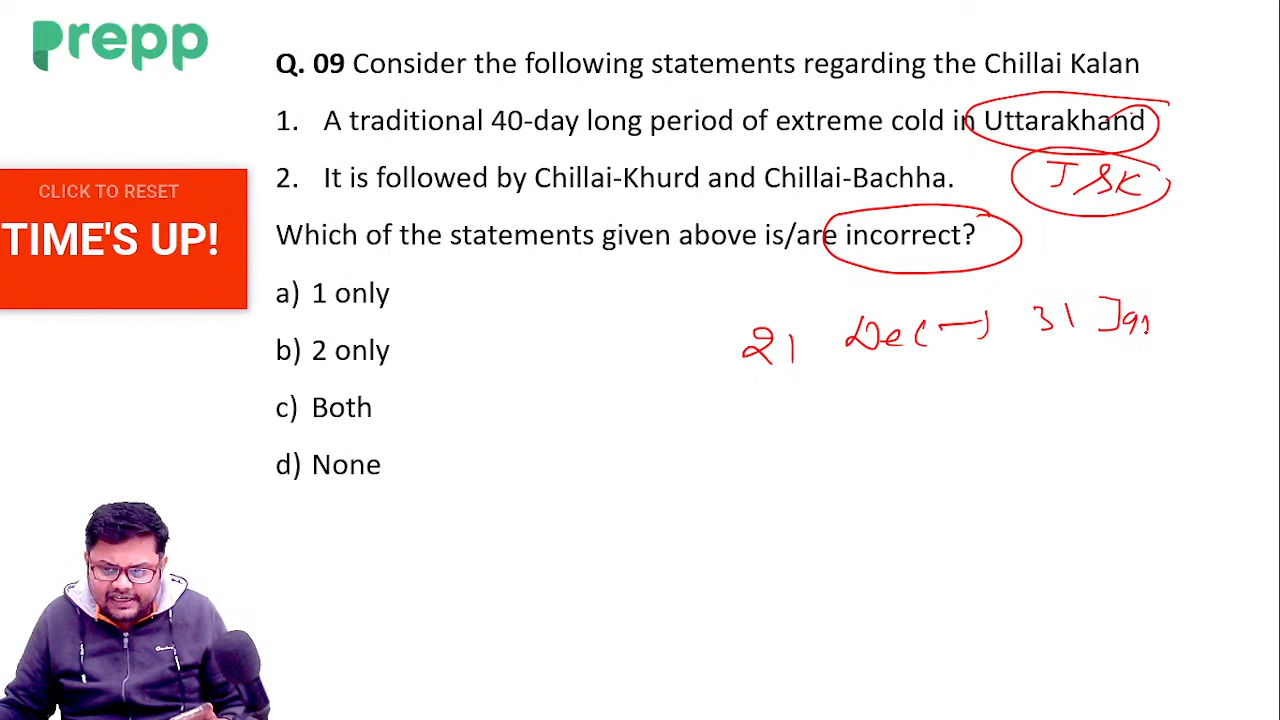 prepp
Q. 09 Consider the following statements regarding the Chillai Kalan
1. A traditional 40-day long period of extreme cold in Uttarakhand
J&K
2. It is followed by Chillai-Khurd and Chillai-Bachha.
CLICK TO RESET
TIME'S UP!
Which of the statements given above is/are incorrect?
a) 1 only
21 Dec – 31 Jan
b) 2 only
c) Both
d) None